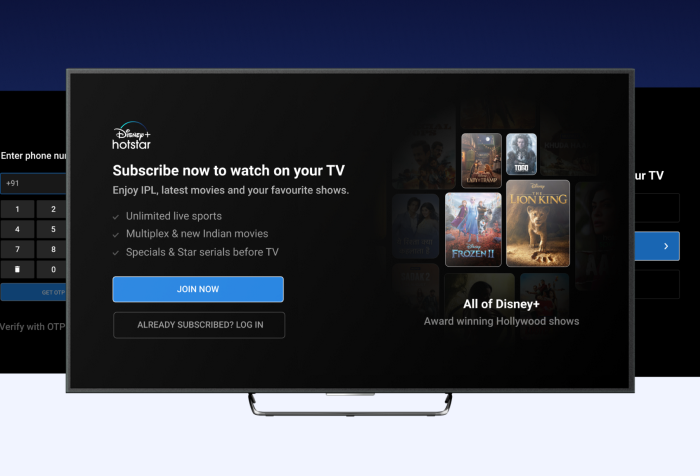 Disney+
hotstar
Subscribe now to watch on your TV
Enjoy IPL, latest movies and your favourite shows.
Unlimited live sports
Multiplex & new Indian movies
Specials & Star serials before TV
JOIN NOW
ALREADY SUBSCRIBED? LOG IN
LADY AND THE TRAMP
TOGO
Disney
FROZEN II
Disney
THE LION KING
All of Disney+
Award winning Hollywood shows
Enter phone nu
+91
1 2
4 5
7 8
0
GET OTP
Verify with OTP
ur TV